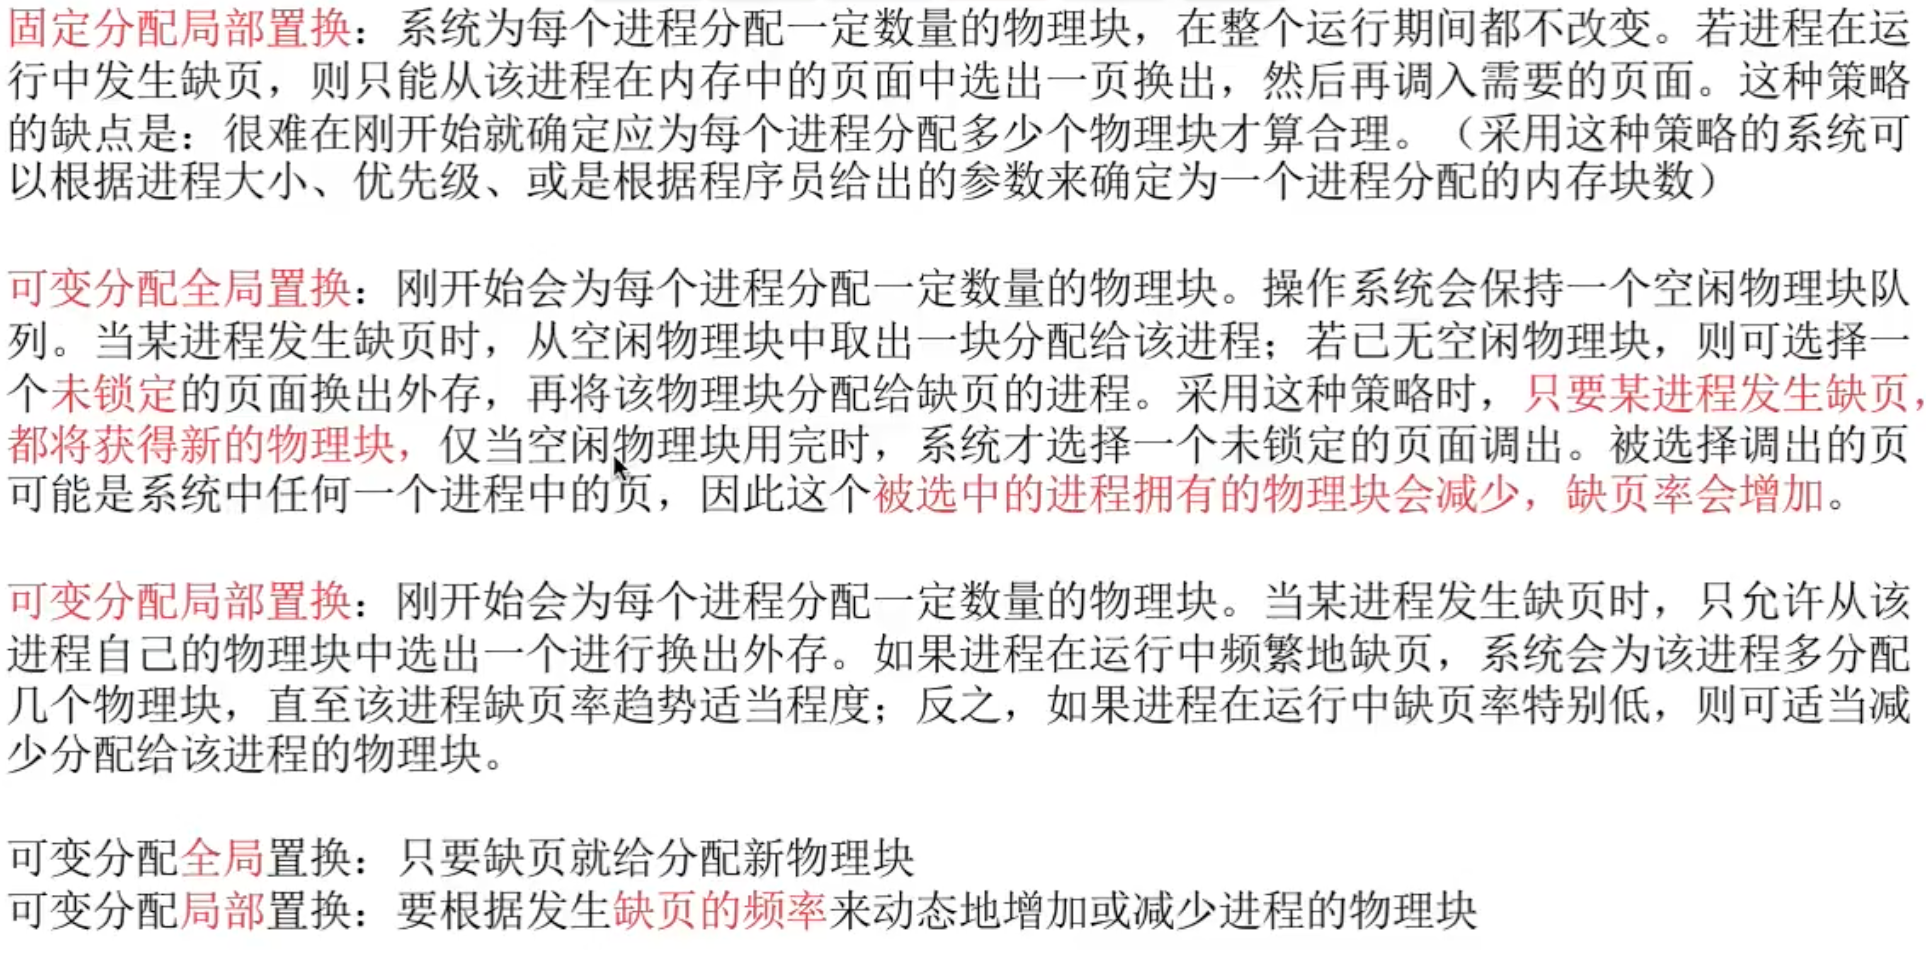 固定分配局部置换：系统为每个进程分配一定数量的物理块，在整个运行期间都不改变。若进程在运
行中发生缺页，则只能从该进程在内存中的页面中选出一页换出，然后再调入需要的页面。这种策略
的缺点是：很难在刚开始就确定应为每个进程分配多少个物理块才算合理。（采用这种策略的系统可
以根据进程大小、优先级、或是根据程序员给出的参数来确定为一个进程分配的内存块数）
可变分配全局置换：刚开始会为每个进程分配一定数量的物理块。操作系统会保持一个空闲物理块队
列。当某进程发生缺页时，从空闲物理块中取出一块分配给该进程；若已无空闲物理块，则可选择一
个未锁定的页面换出外存，再将该物理块分配给缺页的进程。采用这种策略时，只要某进程发生缺页，
都将获得新的物理块，仅当空闲物理块用完时，系统才选择一个未锁定的页面调出。被选择调出的页
可能是系统中任何一个进程中的页，因此这个被选中的进程拥有的物理块会减少，缺页率会增加。
可变分配局部置换：刚开始会为每个进程分配一定数量的物理块。当某进程发生缺页时，只允许从该
进程自己的物理块中选出一个进行换出外存。如果进程在运行中频繁地缺页，系统会为该进程多分配
几个物理块，直至该进程缺页率趋势适当程度；反之，如果进程在运行中缺页率特别低，则可适当减
少分配给该进程的物理块。
可变分配全局置换：只要缺页就给分配新物理块
可变分配局部置换：要根据发生缺页的频率来动态地增加或减少进程的物理块